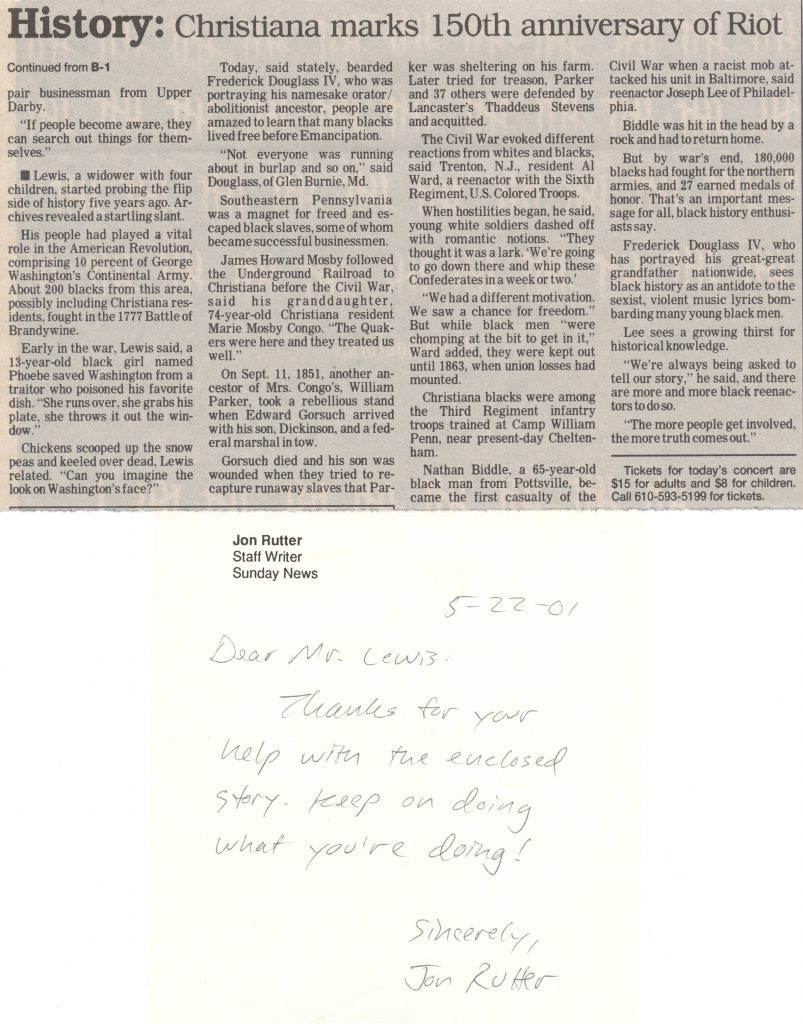 History: Christiana marks 150th anniversary of Riot
Continued from B-1
pair businessman from Upper
Darby.
"If people become aware, they
can search out things for them-
selves."
■ Lewis, a widower with four
children, started probing the flip
side of history five years ago. Ar-
chives revealed a startling slant.
His people had played a vital
role in the American Revolution,
comprising 10 percent of George
Washington's Continental Army.
About 200 blacks from this area,
possibly including Christiana res-
idents, fought in the 1777 Battle of
Brandywine.
Early in the war, Lewis said, a
13-year-old black girl named
Phoebe saved Washington from a
traitor who poisoned his favorite
dish. "She runs over, she grabs his
plate, she throws it out the win-
dow."
Chickens scooped up the snow
peas and keeled over dead, Lewis
related. "Can you imagine the
look on Washington's face?"
Today, said stately, bearded
Frederick Douglass IV, who was
portraying his namesake orator/
abolitionist ancestor, people are
amazed to learn that many blacks
lived free before Emancipation.
"Not everyone was running
about in burlap and so on," said
Douglass, of Glen Burnie, Md.
Southeastern Pennsylvania
was a magnet for freed and es-
caped black slaves, some of whom
became successful businessmen.
James Howard Mosby followed
the Underground Railroad to
Christiana before the Civil War,
said his granddaughter,
74-year-old Christiana resident
Marie Mosby Congo. "The Quak-
ers were here and they treated us
well."
On Sept. 11, 1851, another an-
cestor of Mrs. Congo's, William
Parker, took a rebellious stand
when Edward Gorsuch arrived
with his son, Dickinson, and a fed-
eral marshal in tow.
Gorsuch died and his son was
wounded when they tried to re-
capture runaway slaves that Par-
ker was sheltering on his farm.
Later tried for treason, Parker
and 37 others were defended by
Lancaster's Thaddeus Stevens
and acquitted.
The Civil War evoked different
reactions from whites and blacks,
said Trenton, N.J., resident Al
Ward, a reenactor with the Sixth
Regiment, U.S. Colored Troops.
When hostilities began, he said,
young white soldiers dashed off
with romantic notions. "They
thought it was a lark. 'We're going
to go down there and whip these
Confederates in a week or two.'
"We had a different motivation.
We saw a chance for freedom."
But while black men "were
chomping at the bit to get in it,"
Ward added, they were kept out
until 1863, when union losses had
mounted.
Christiana blacks were among
the Third Regiment infantry
troops trained at Camp William
Penn, near present-day Chelten-
ham.
Nathan Biddle, a 65-year-old
black man from Pottsville, be-
came the first casualty of the
Civil War when a racist mob at-
tacked his unit in Baltimore, said
reenactor Joseph Lee of Philadel-
phia.
Biddle was hit in the head by a
rock and had to return home.
But by war's end, 180,000
blacks had fought for the northern
armies, and 27 earned medals of
honor. That's an important mes-
sage for all, black history enthusi-
asts say.
Frederick Douglass IV, who
has portrayed his great-great
grandfather nationwide, sees
black history as an antidote to the
sexist, violent music lyrics bom-
barding many young black men.
Lee sees a growing thirst for
historical knowledge.
"We're always being asked to
tell our story," he said, and there
are more and more black reenac-
tors to do so.
"The more people get involved,
the more truth comes out."
Tickets for today's concert are
$15 for adults and $8 for children.
Call 610-593-5199 for tickets.
Jon Rutter
Staff Writer
Sunday News
5-22-01
Dear Mr. Lewis:
Thanks for your
help with the enclosed
story. Keep on doing
what you're doing!
Sincerely,
Jon Rutter